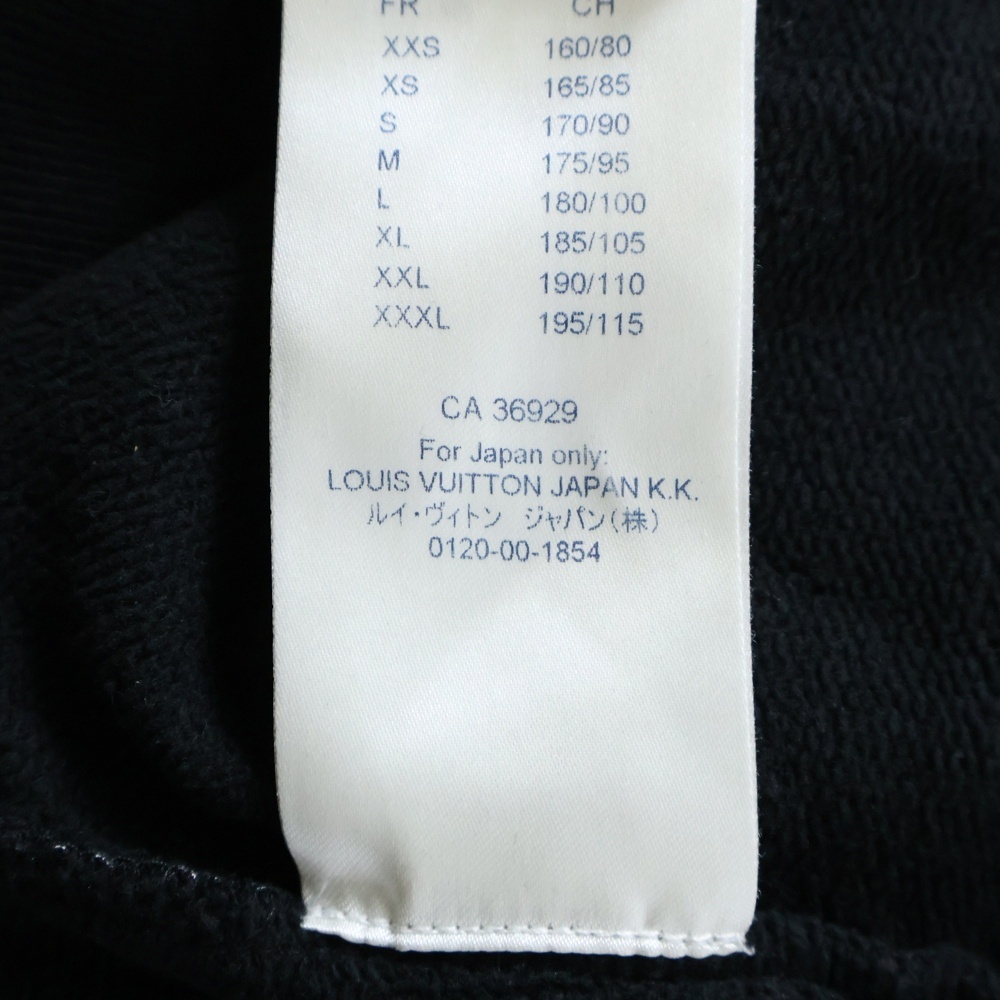 FR CH
XXS 160/80
XS 165/85
S 170/90
M 175/95
L 180/100
XL 185/105
XXL 190/110
XXXL 195/115
CA 36929
For Japan only:
LOUIS VUITTON JAPAN K.K.
ルイ・ヴィトン ジャパン(株)
0120-00-1854